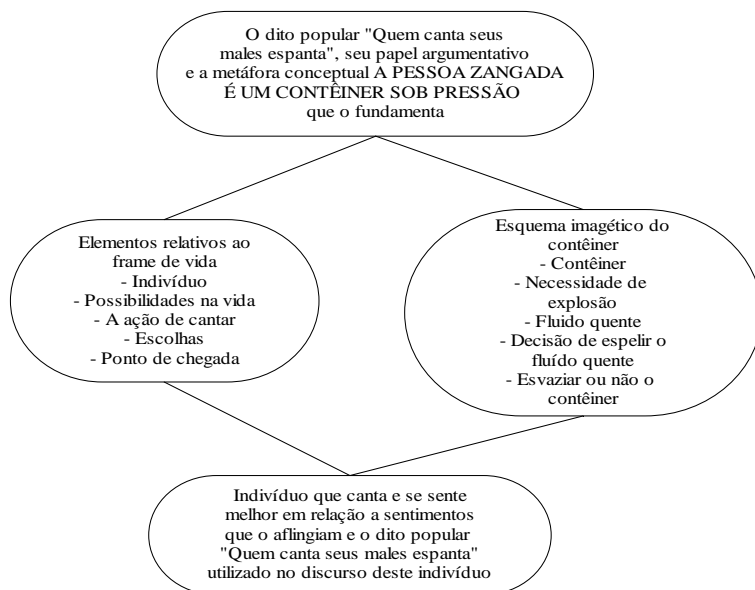 O dito popular "Quem canta seus
males espanta", seu papel argumentativo
e a metáfora conceptual A PESSOA ZANGADA
É UM CONTÊINER SOB PRESSÃO
que o fundamenta
Elementos relativos ao
frame de vida
- Indivíduo
- Possibilidades na vida
- A ação de cantar
- Escolhas
- Ponto de chegada
Esquema imagético do
contêiner
- Contêiner
- Necessidade de
explosão
- Fluido quente
- Decisão de espelir o
fluído quente
- Esvaziar ou não o
contêiner
Indivíduo que canta e se sente
melhor em relação a sentimentos
que o aflingiam e o dito popular
"Quem canta seus males espanta"
utilizado no discurso deste indivíduo